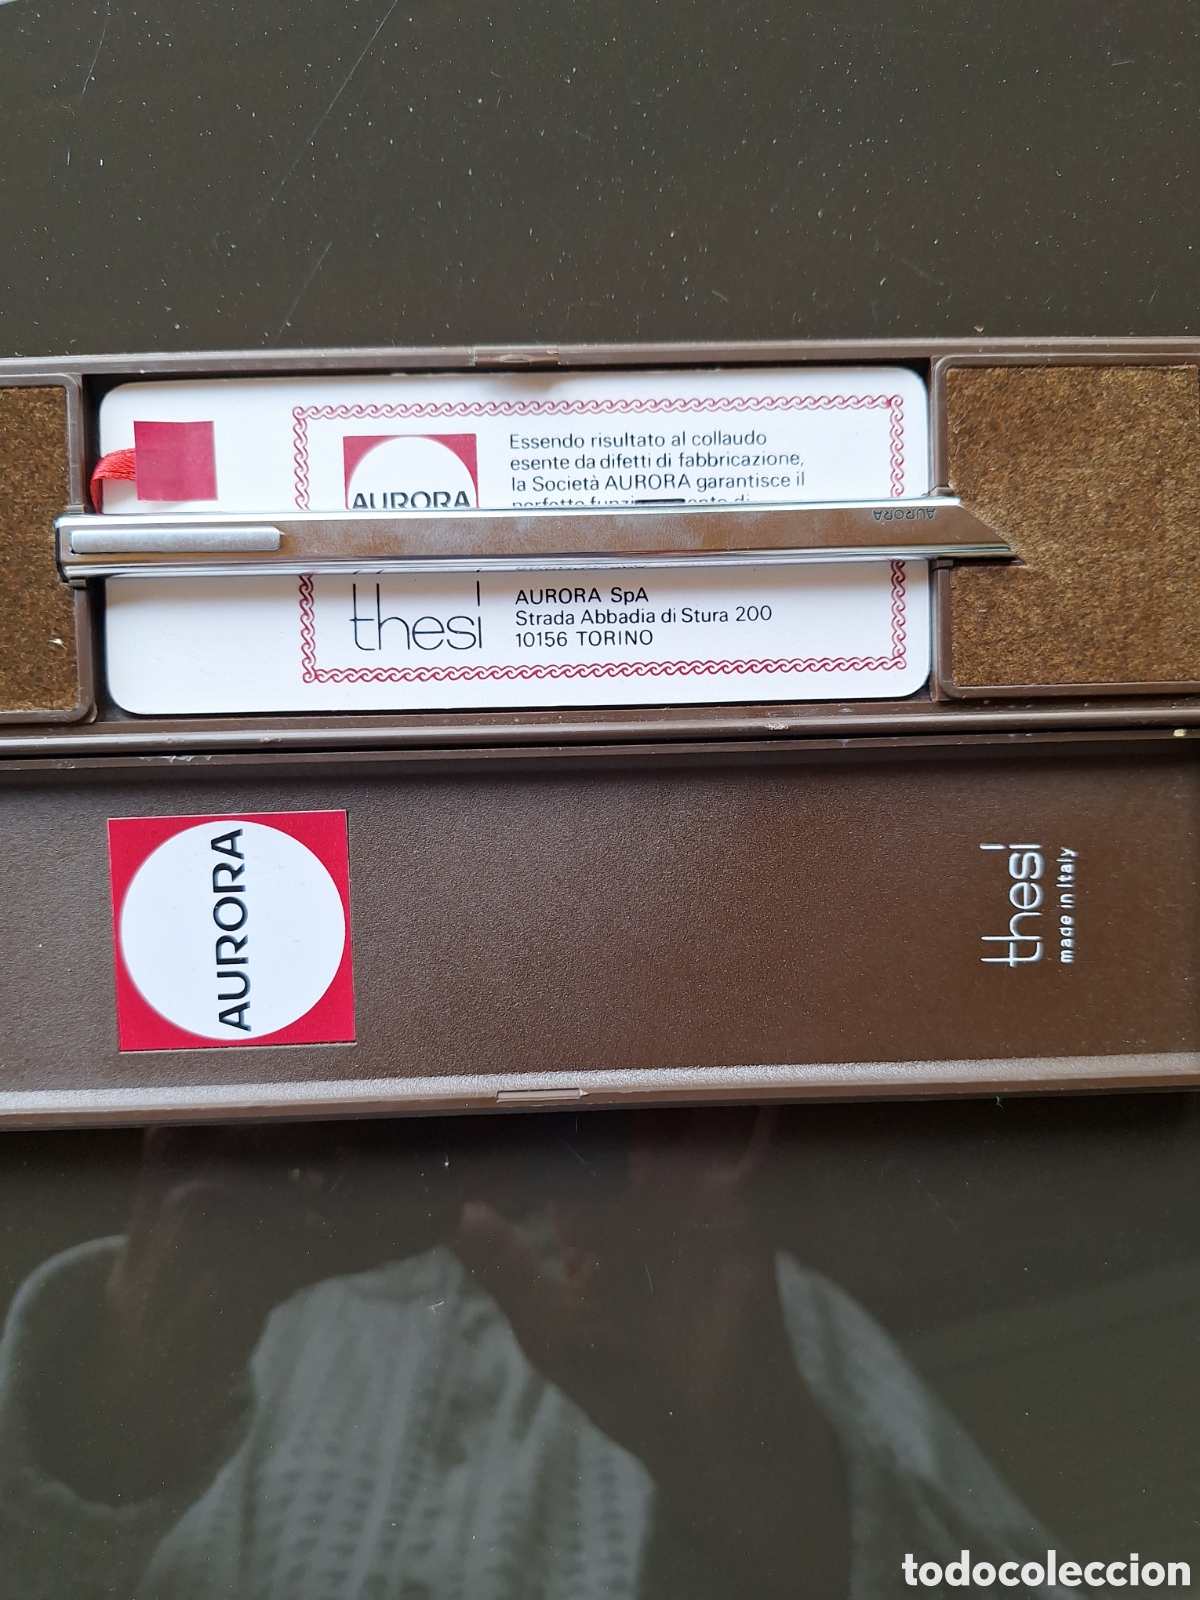 Essendo risultato al collaudo
esente da difetti di fabbricazione,
la Società AURORA garantisce il
AURORA
perfetto
AURORA
thesi
AURORA SpA
Strada Abbadia di Stura 200
10156 TORINO
AURORA
thesi
made in Italy
todocoleccion